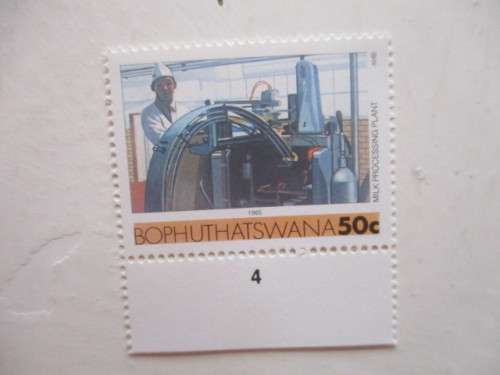 MILK PROCESSING PLANT
1985
BOPHUTHATSWANA 50c
4